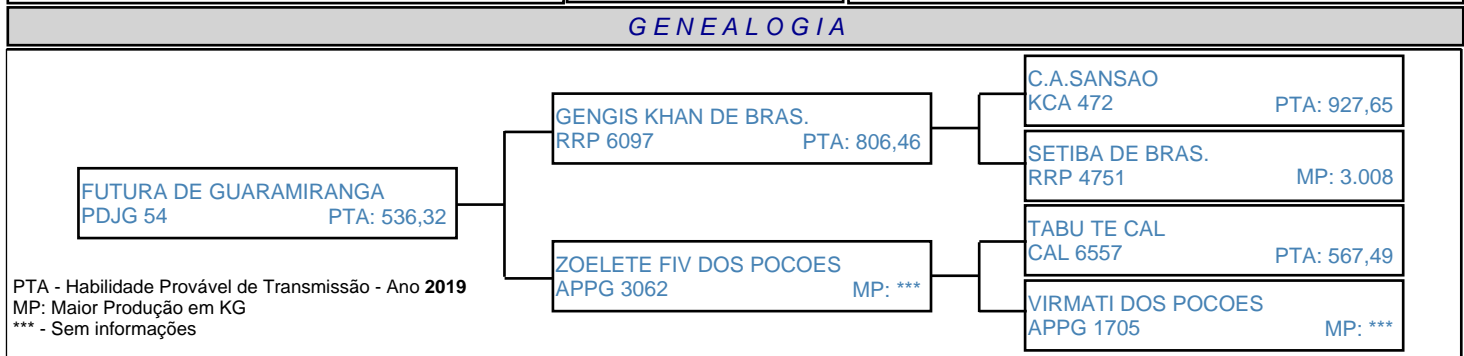 GENEALOGIA
FUTURA DE GUARAMIRANGA
PDJG 54 PTA: 536,32
GENGIS KHAN DE BRAS.
RRP 6097 PTA: 806,46
ZOELETE FIV DOS POCOES
APPG 3062 MP: ***
C.A.SANSAO
KCA 472 PTA: 927,65
SETIBA DE BRAS.
RRP 4751 MP: 3.008
TABU TE CAL
CAL 6557 PTA: 567,49
VIRMATI DOS POCOES
APPG 1705 MP: ***
PTA - Habilidade Provável de Transmissão - Ano 2019
MP: Maior Produção em KG
*** - Sem informações